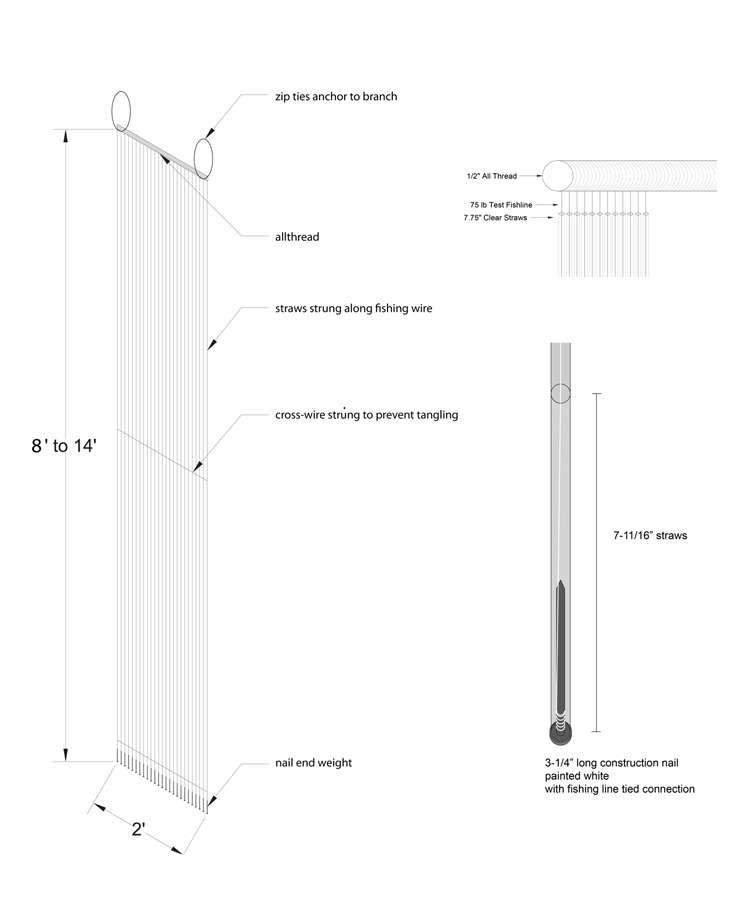 zip ties anchor to branch
allthread
straws strung along fishing wire
cross-wire strung to prevent tangling
8' to 14'
nail end weight
2'
1/2" All Thread
75 lb Test Fishline
7.75" Clear Straws
7-11/16” straws
3-1/4” long construction nail
painted white
with fishing line tied connection